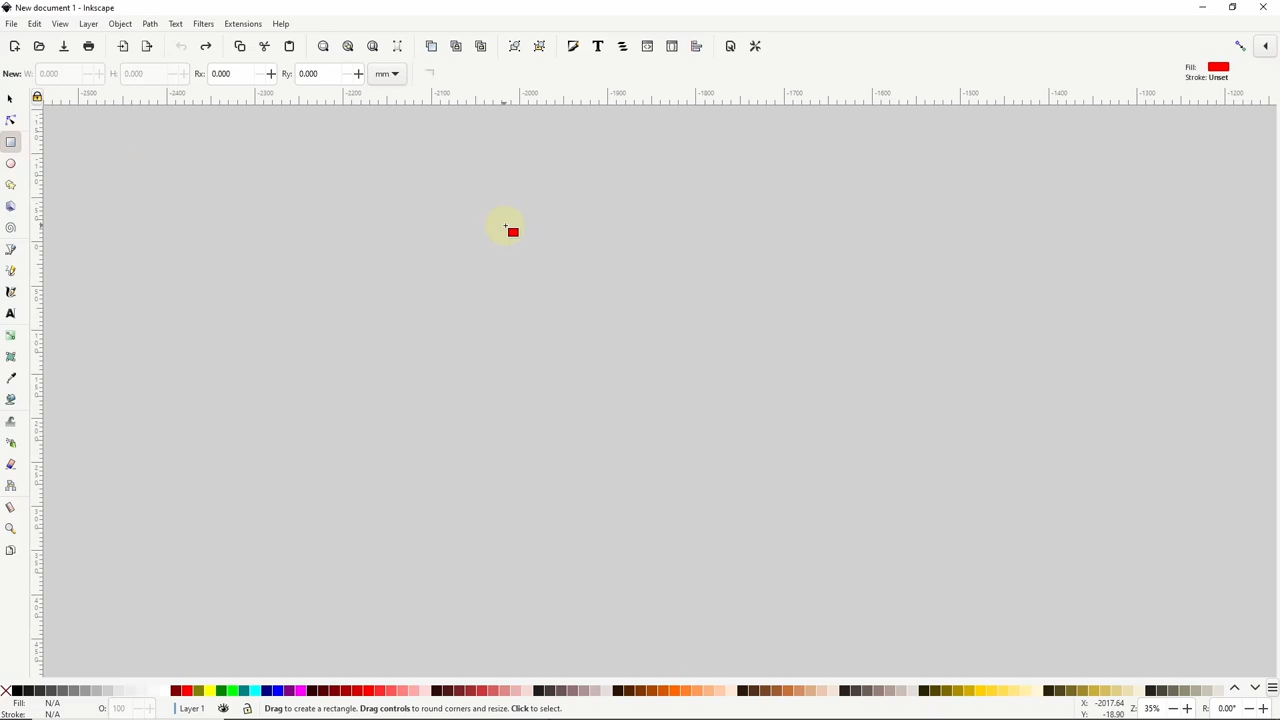 New document 1 - Inkscape
File Edit View Layer Object Path Text Filters Extensions Help
New: W: 0.000 H: 0.000 Rx: 0.000 Ry: 0.000 mm
Fill:
Stroke: Unset
-2500 -2400 -2300 -2200 -2100 -2000 -1900 -1800 -1700 -1600 -1500 -1400 -1300 -1200
Fill: N/A
Stroke: N/A
O: 100
Layer 1
Drag to create a rectangle. Drag controls to round corners and resize. Click to select.
X: -2017.64
Y: -18.90
Z: 35%
R: 0.00°